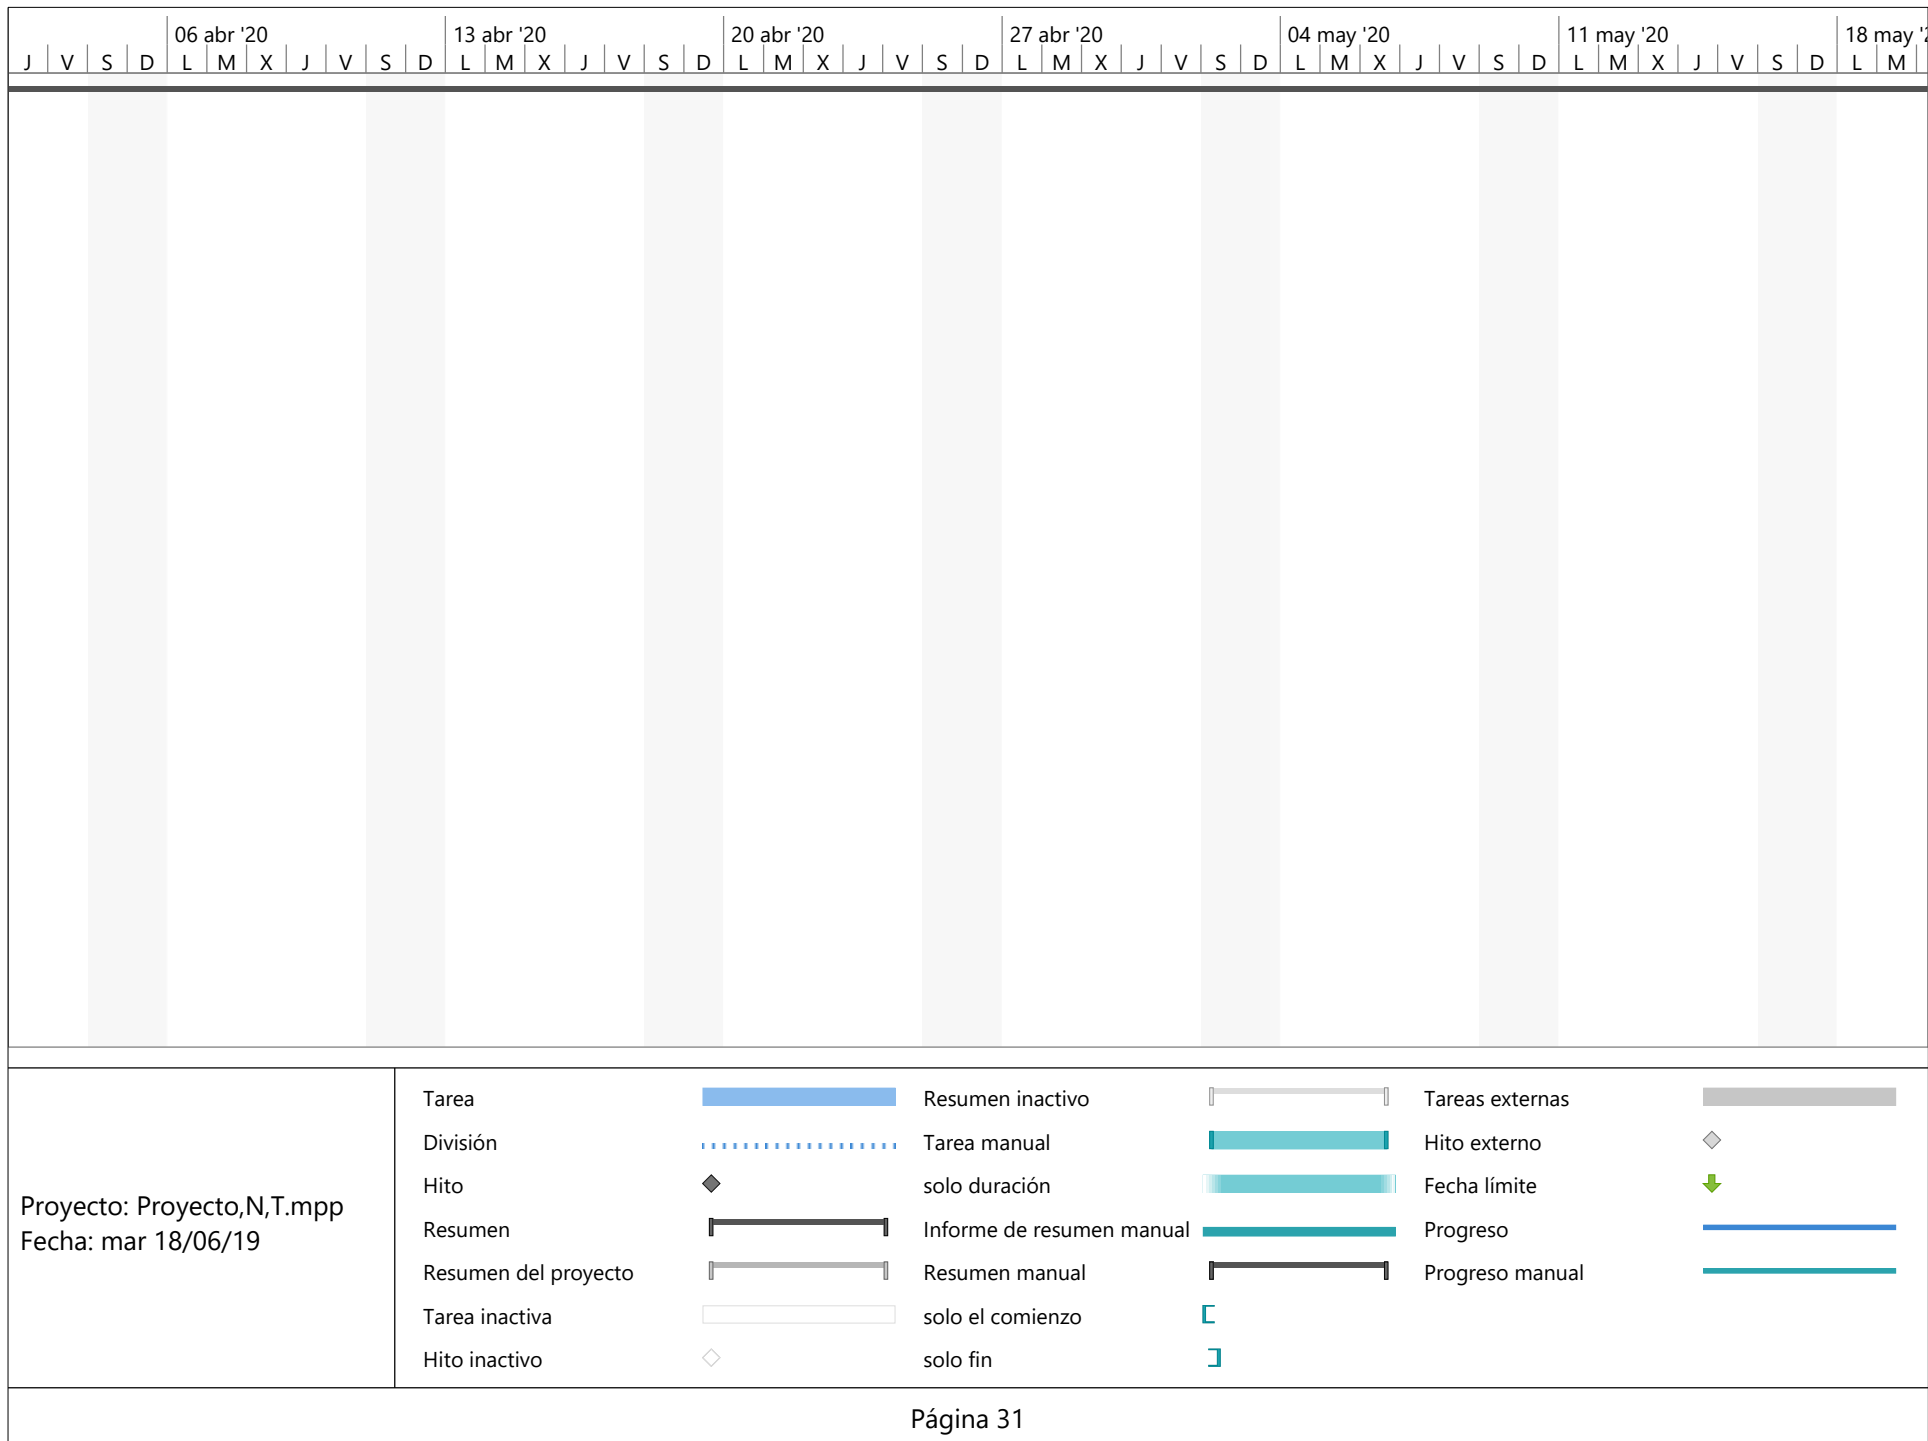 06 abr '20 13 abr '20 20 abr '20 27 abr '20 04 may '20 11 may '20 18 may '
J V S D L M X J V S D L M X J V S D L M X J V S D L M X J V S D L M X J V S D L M X J V S D L M
Proyecto: Proyecto,N,T.mpp
Fecha: mar 18/06/19
Tarea
División
Hito
Resumen
Resumen del proyecto
Tarea inactiva
Hito inactivo
Resumen inactivo
Tarea manual
solo duración
Informe de resumen manual
Resumen manual
solo el comienzo
solo fin
Tareas externas
Hito externo
Fecha límite
Progreso
Progreso manual
Página 31